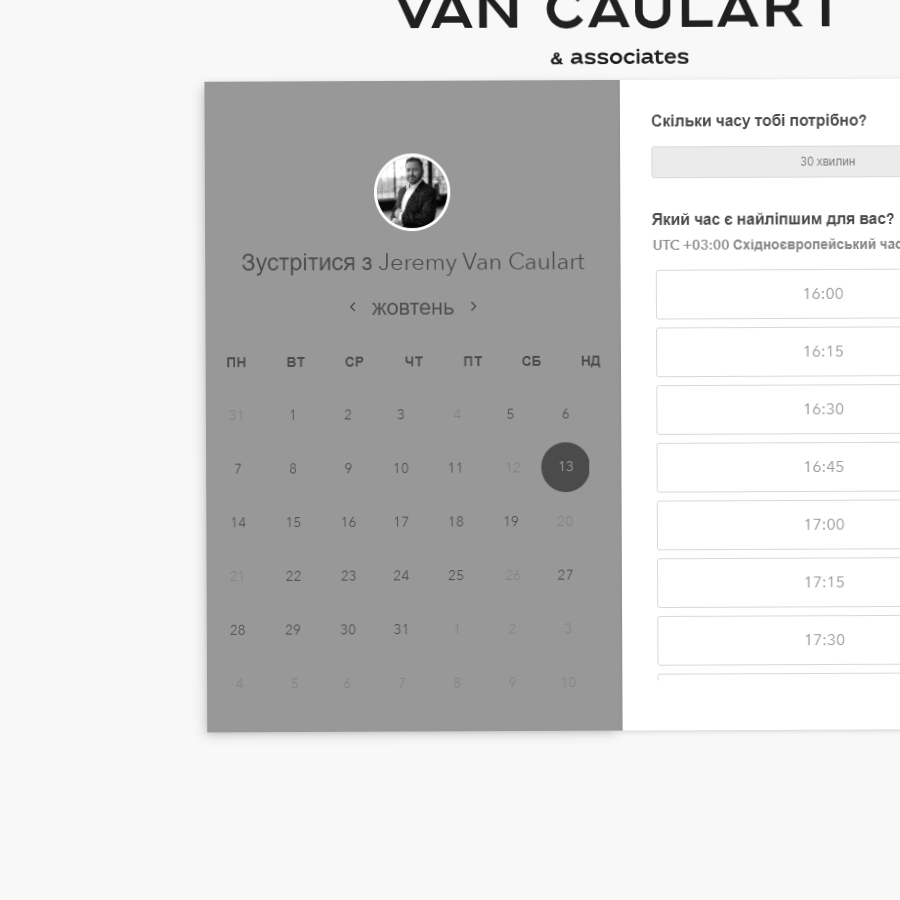 VAN CAULART
& associates
Зустрітися з Jeremy Van Caulart
жовтень
ПН ВТ СР ЧТ ПТ СБ НД
31 1 2 3 4 5 6
7 8 9 10 11 12 13
14 15 16 17 18 19 20
21 22 23 24 25 26 27
28 29 30 31 1 2 3
4 5 6 7 8 9 10
Скільки часу тобі потрібно?
30 хвилин
Який час є найліпшим для вас?
UTC +03:00 Східноєвропейський час
16:00
16:15
16:30
16:45
17:00
17:15
17:30